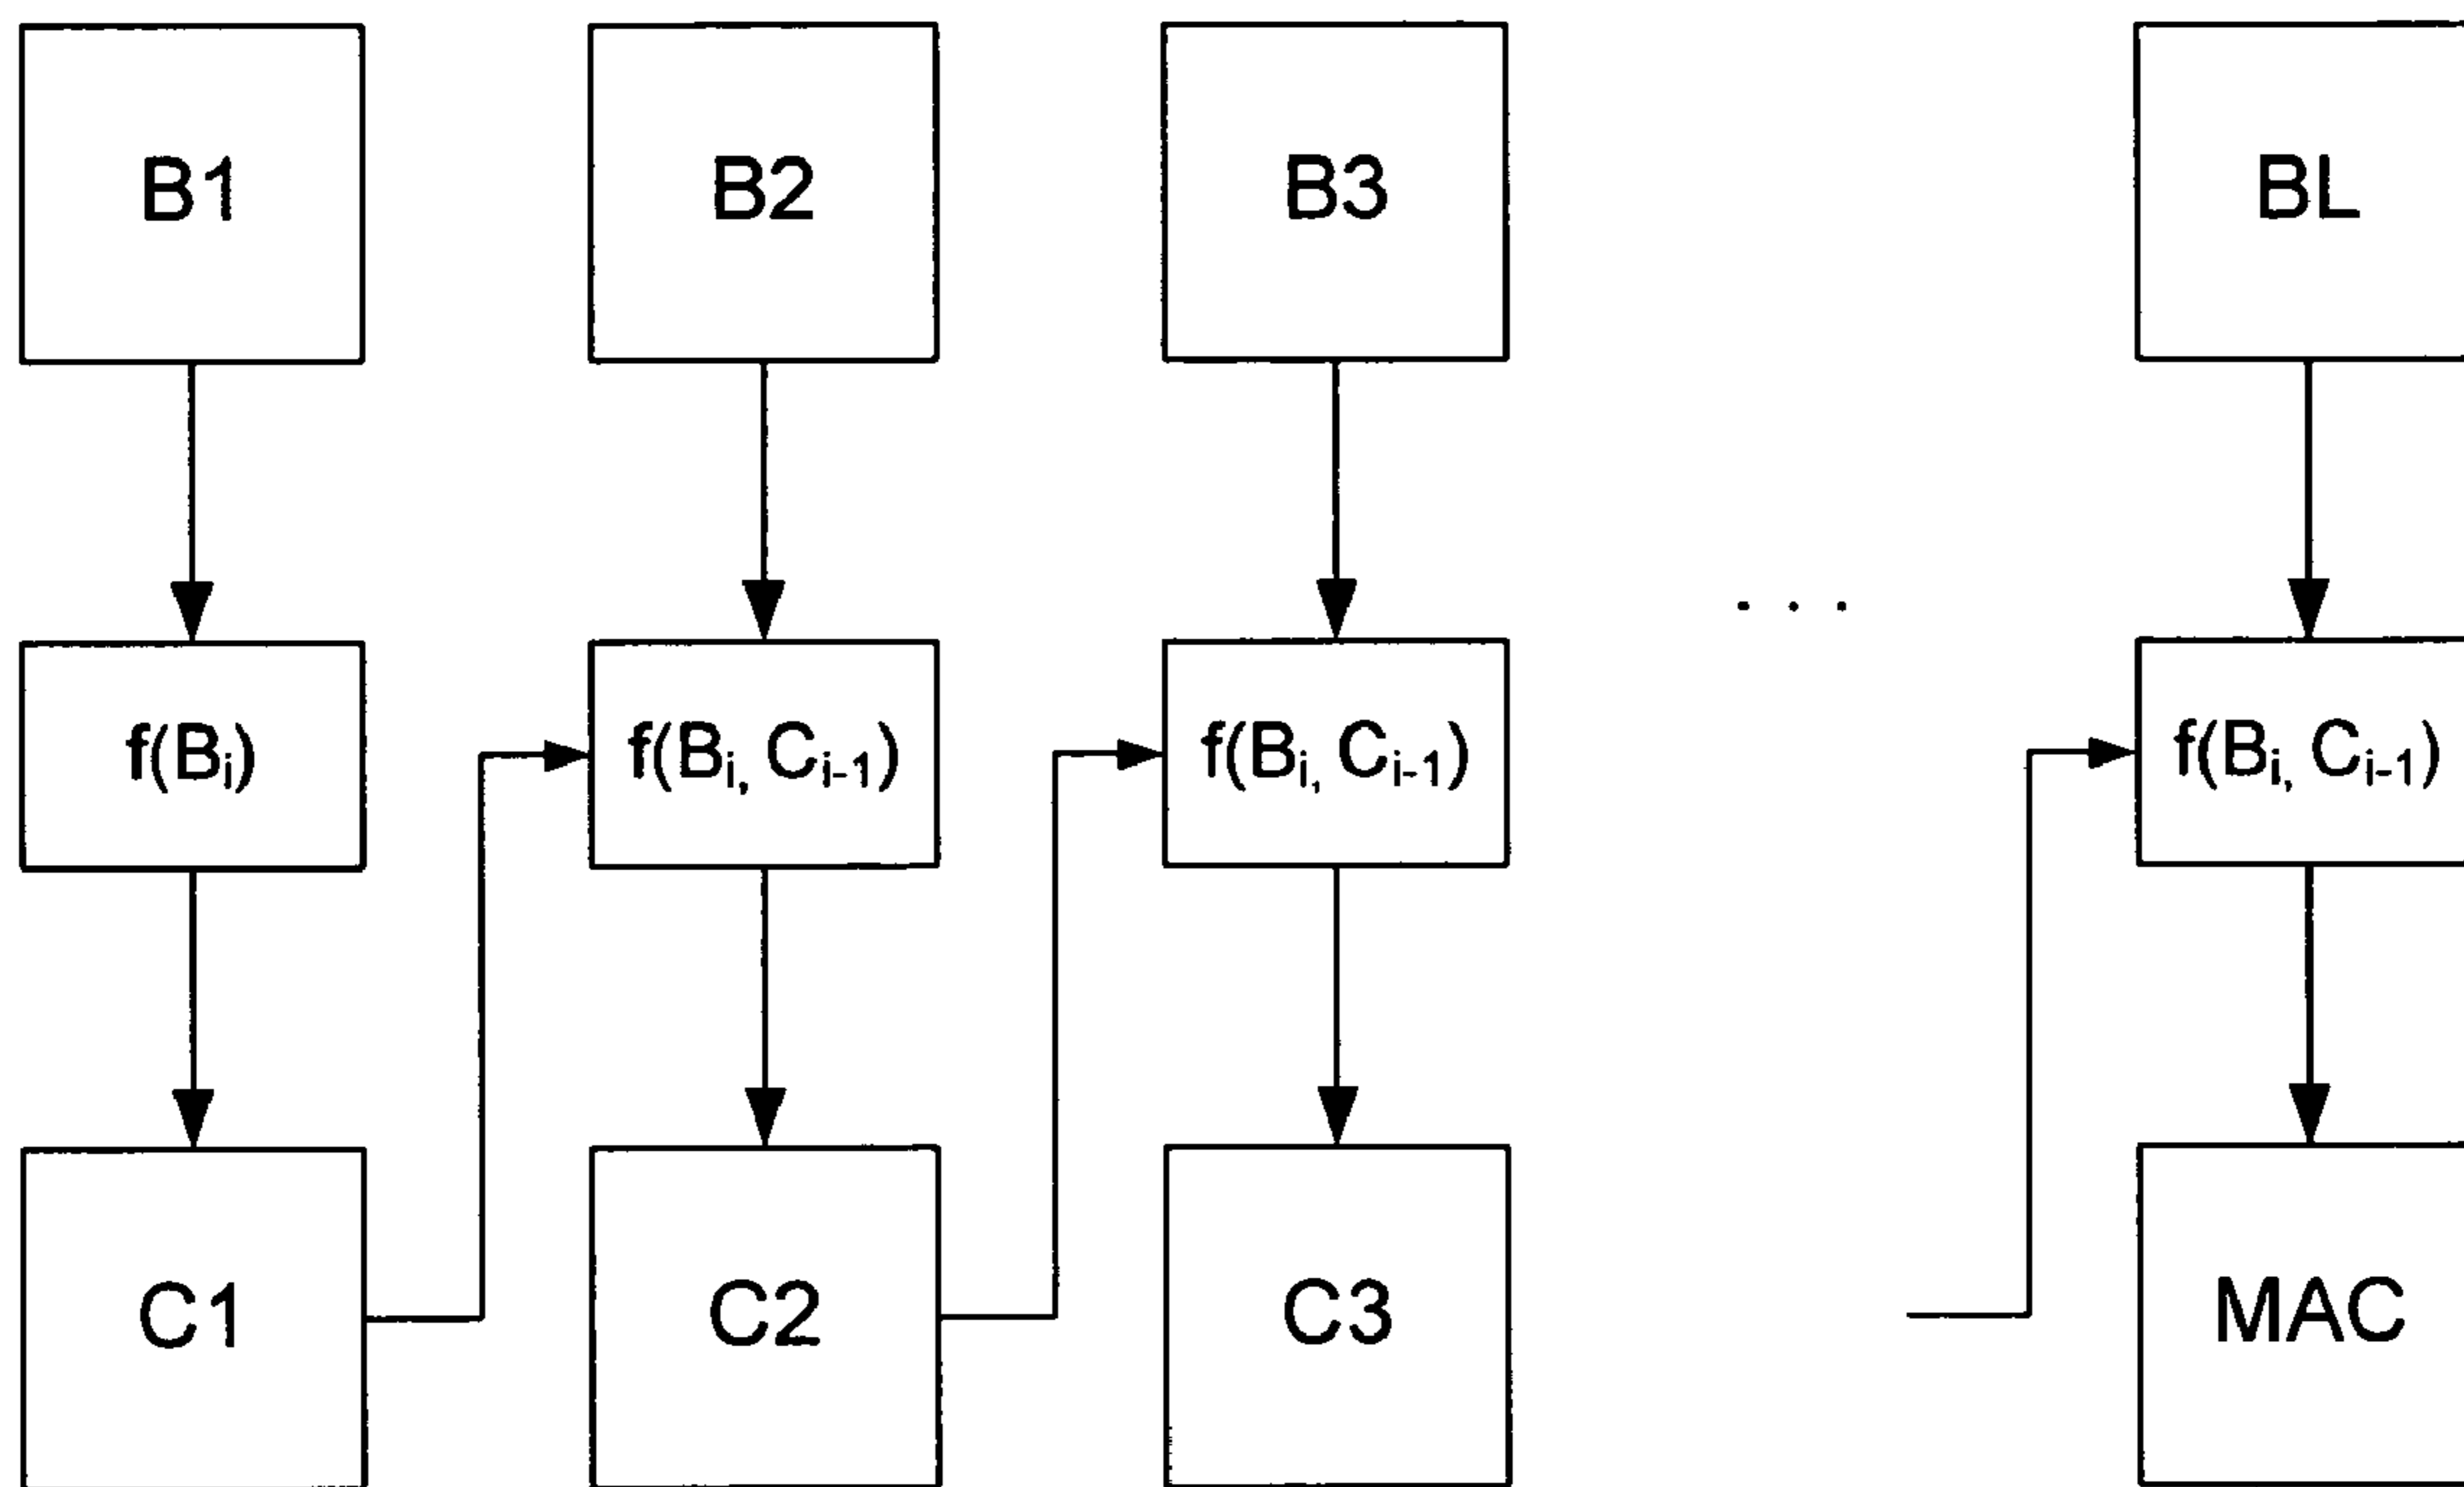 B1 B2 B3 BL
. . .
f(Bi) f(Bi, Ci-1) f(Bi, Ci-1) f(Bi, Ci-1)
C1 C2 C3 MAC